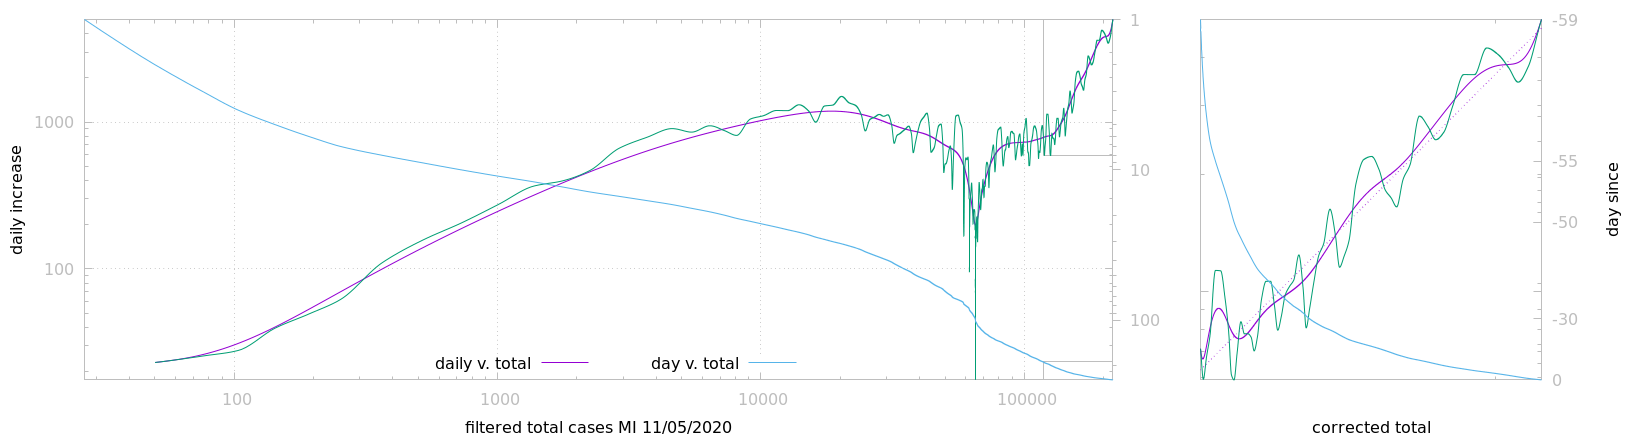 daily increase
1000
100
daily v. total
day v. total
100
1000
10000
100000
filtered total cases MI 11/05/2020
1
10
100
-59
-55
-50
-30
0
day since
corrected total